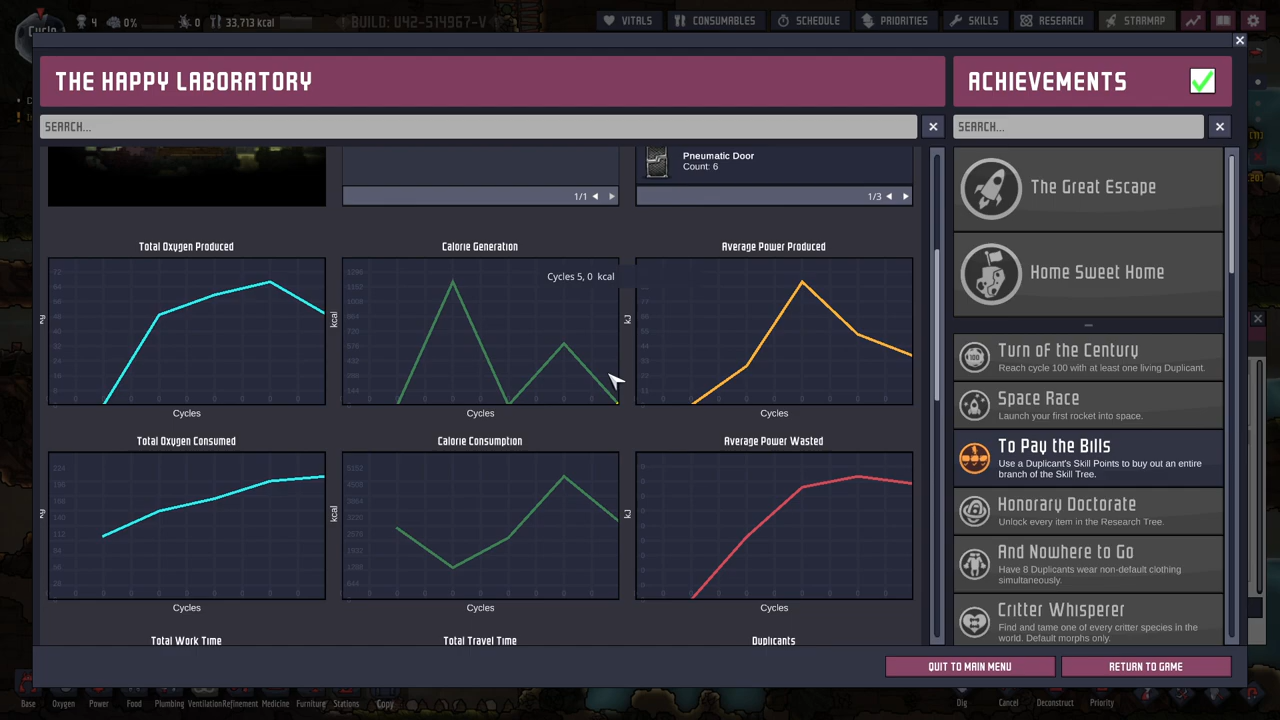 4
0%
0
33,713 kcal
BUILD: U42-514967-V
VITALS
CONSUMABLES
SCHEDULE
PRIORITIES
SKILLS
RESEARCH
STARMAP
THE HAPPY LABORATORY
ACHIEVEMENTS
SEARCH...
SEARCH...
Pneumatic Door
Count: 6
1/1
1/3
The Great Escape
Home Sweet Home
Total Oxygen Produced
Calorie Generation
Average Power Produced
Cycles 5, 0 kcal
kcal
kJ
Cycles
Cycles
Cycles
Turn of the Century
Reach cycle 100 with at least one living Duplicant.
Space Race
Launch your first rocket into space.
To Pay the Bills
Use a Duplicant's Skill Points to buy out an entire
branch of the Skill Tree.
Honorary Doctorate
Unlock every item in the Research Tree.
And Nowhere to Go
Have 8 Duplicants wear non-default clothing
simultaneously.
Critter Whisperer
Find and tame one of every critter species in the
world. Default morphs only.
Total Oxygen Consumed
Calorie Consumption
Average Power Wasted
kcal
kJ
Cycles
Cycles
Cycles
Total Work Time
Total Travel Time
Duplicants
QUIT TO MAIN MENU
RETURN TO GAME
Base
Oxygen
Power
Food
Plumbing
Ventilation
Refinement
Medicine
Furniture
Stations
Copy
Dig
Cancel
Deconstruct
Priority